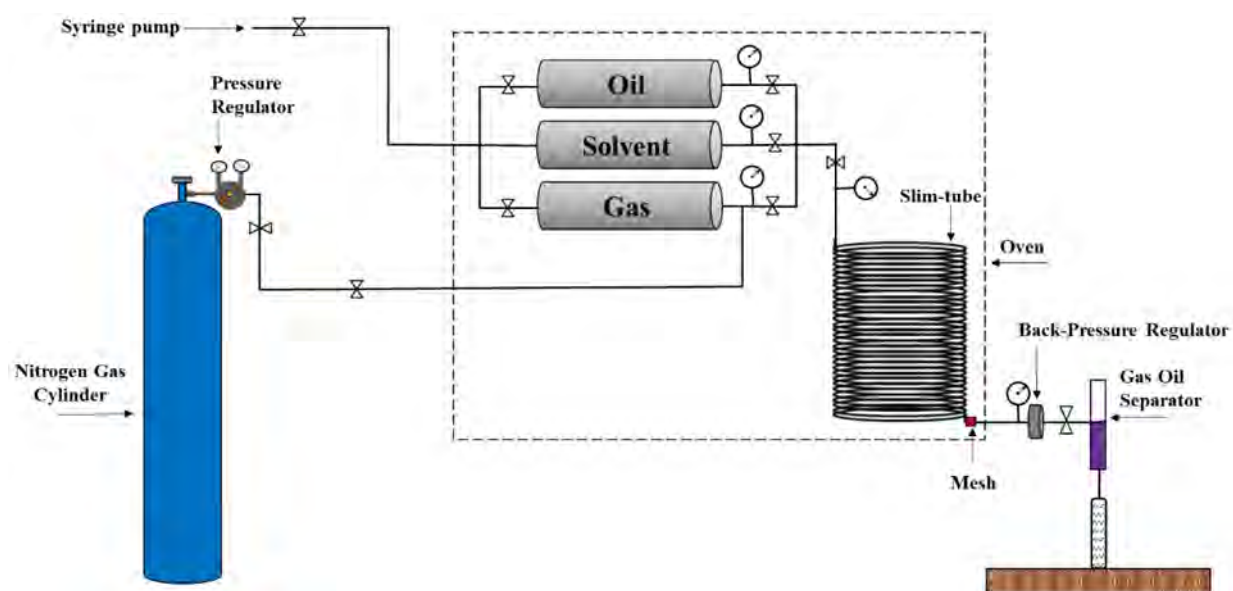 Syringe pump
Pressure
Regulator
Oil
Solvent
Gas
Slim-tube
Oven
Back-Pressure Regulator
Nitrogen Gas
Cylinder
Gas Oil
Separator
Mesh